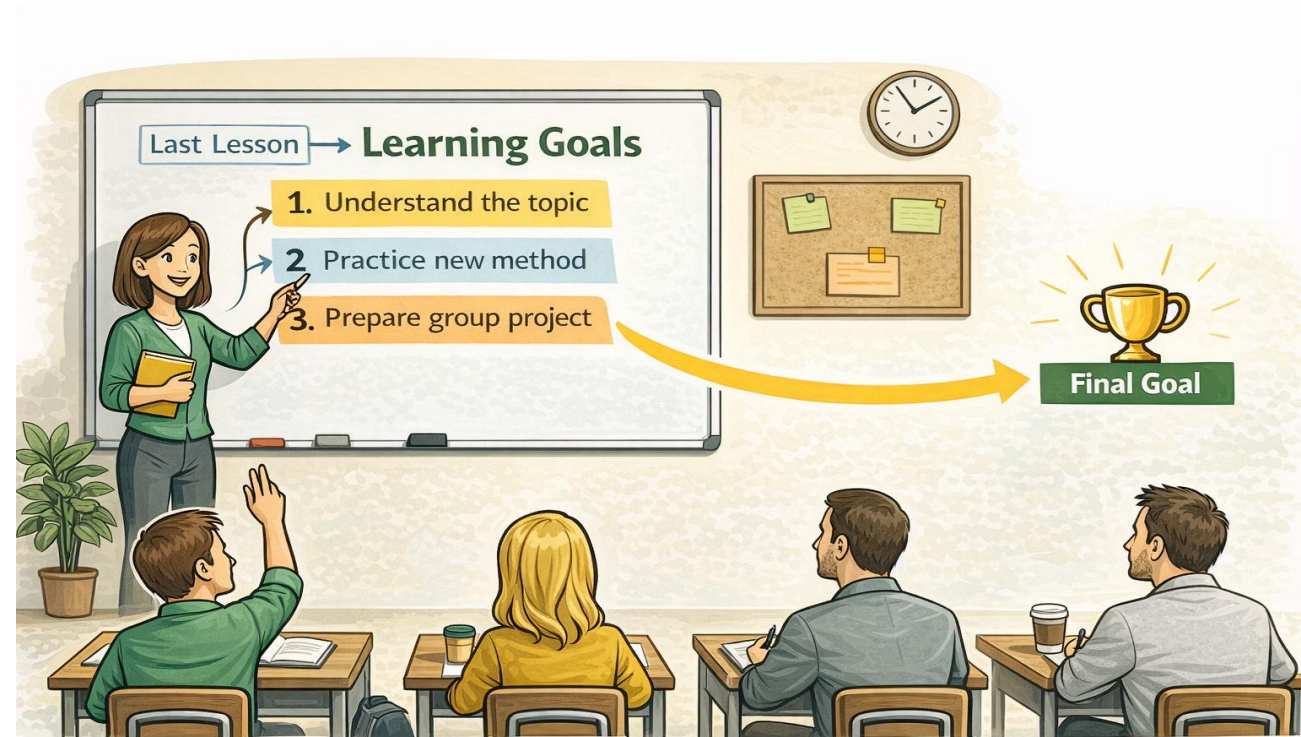 Last Lesson → Learning Goals
1. Understand the topic
2 Practice new method
3. Prepare group project
Final Goal